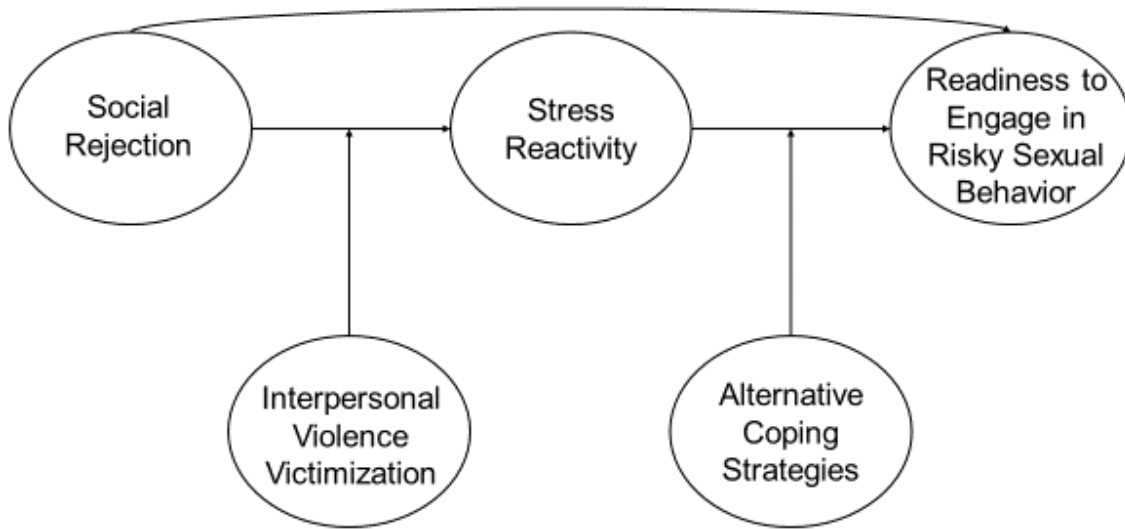 Social
Rejection
Stress
Reactivity
Readiness to
Engage in
Risky Sexual
Behavior
Interpersonal
Violence
Victimization
Alternative
Coping
Strategies